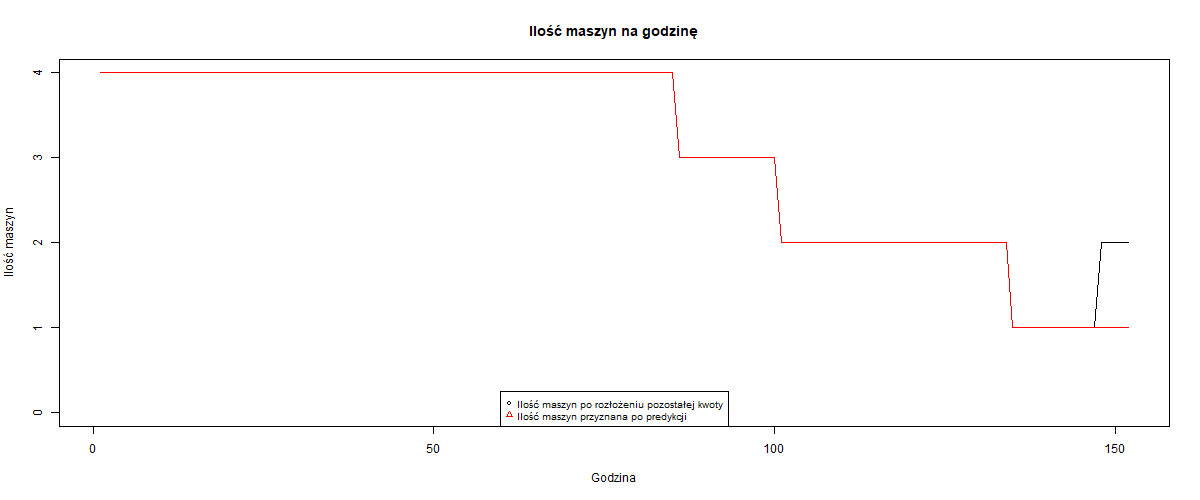 Ilość maszyn na godzinę
Ilość maszyn
4
3
2
1
0
Ilość maszyn po rozłożeniu pozostałej kwoty
Ilość maszyn przyznana po predykcji
0 50 100 150
Godzina